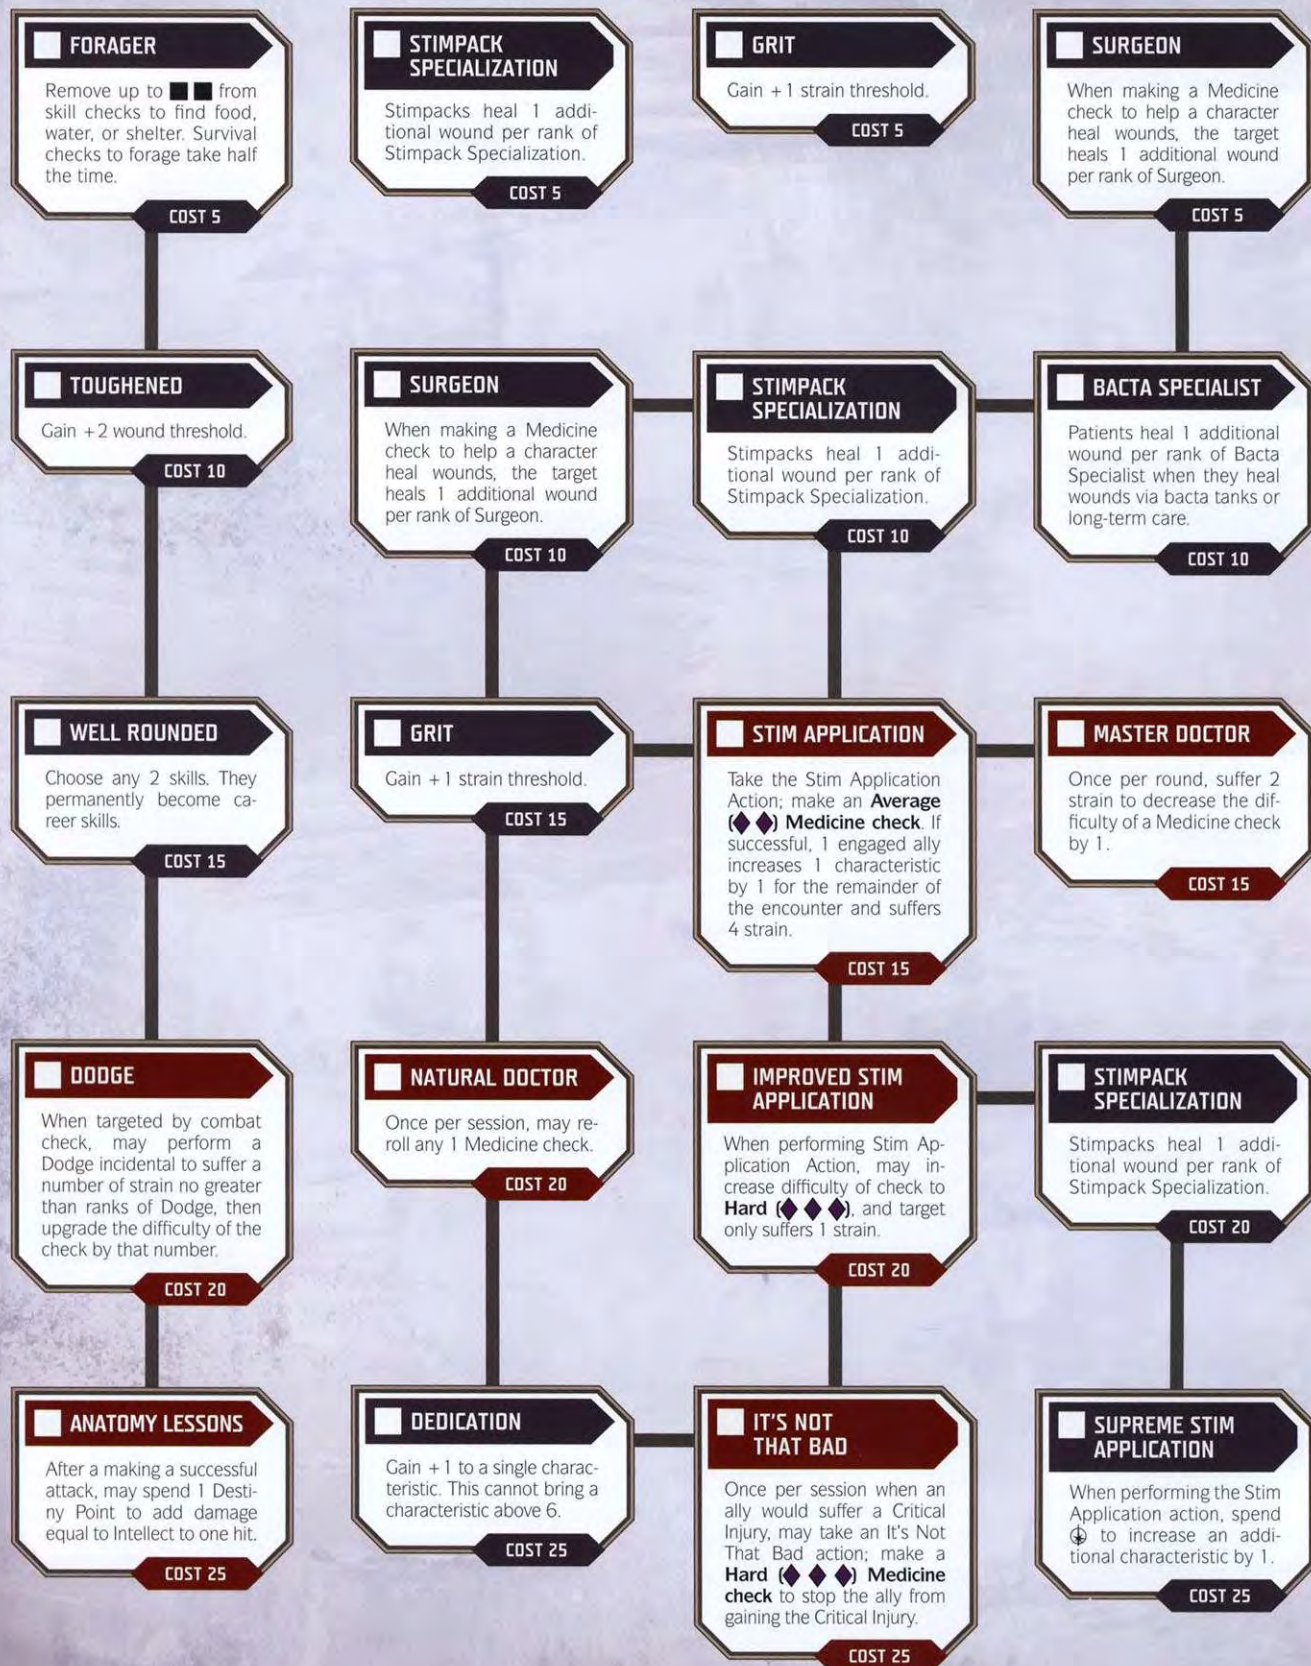 FORAGER
Remove up to ■ ■ from
skill checks to find food,
water, or shelter. Survival
checks to forage take half
the time.
COST 5
STIMPACK
SPECIALIZATION
Stimpacks heal 1 addi-
tional wound per rank of
Stimpack Specialization.
COST 5
GRIT
Gain +1 strain threshold.
COST 5
SURGEON
When making a Medicine
check to help a character
heal wounds, the target
heals 1 additional wound
per rank of Surgeon.
COST 5
TOUGHENED
Gain +2 wound threshold.
COST 10
SURGEON
When making a Medicine
check to help a character
heal wounds, the target
heals 1 additional wound
per rank of Surgeon.
COST 10
STIMPACK
SPECIALIZATION
Stimpacks heal 1 addi-
tional wound per rank of
Stimpack Specialization.
COST 10
BACTA SPECIALIST
Patients heal 1 additional
wound per rank of Bacta
Specialist when they heal
wounds via bacta tanks or
long-term care.
COST 10
WELL ROUNDED
Choose any 2 skills. They
permanently become ca-
reer skills.
COST 15
GRIT
Gain +1 strain threshold.
COST 15
STIM APPLICATION
Take the Stim Application
Action; make an Average
(◆ ◆) Medicine check. If
successful, 1 engaged ally
increases 1 characteristic
by 1 for the remainder of
the encounter and suffers
4 strain.
COST 15
MASTER DOCTOR
Once per round, suffer 2
strain to decrease the dif-
ficulty of a Medicine check
by 1.
COST 15
DODGE
When targeted by combat
check, may perform a
Dodge incidental to suffer a
number of strain no greater
than ranks of Dodge, then
upgrade the difficulty of the
check by that number.
COST 20
NATURAL DOCTOR
Once per session, may re-
roll any 1 Medicine check.
COST 20
IMPROVED STIM
APPLICATION
When performing Stim Ap-
plication Action, may in-
crease difficulty of check to
Hard (◆ ◆ ◆), and target
only suffers 1 strain.
COST 20
STIMPACK
SPECIALIZATION
Stimpacks heal 1 addi-
tional wound per rank of
Stimpack Specialization.
COST 20
ANATOMY LESSONS
After a making a successful
attack, may spend 1 Desti-
ny Point to add damage
equal to Intellect to one hit.
COST 25
DEDICATION
Gain +1 to a single charac-
teristic. This cannot bring a
characteristic above 6.
COST 25
IT'S NOT
THAT BAD
Once per session when an
ally would suffer a Critical
Injury, may take an It's Not
That Bad action; make a
Hard (◆ ◆ ◆) Medicine
check to stop the ally from
gaining the Critical Injury.
COST 25
SUPREME STIM
APPLICATION
When performing the Stim
Application action, spend
to increase an addi-
tional characteristic by 1.
COST 25